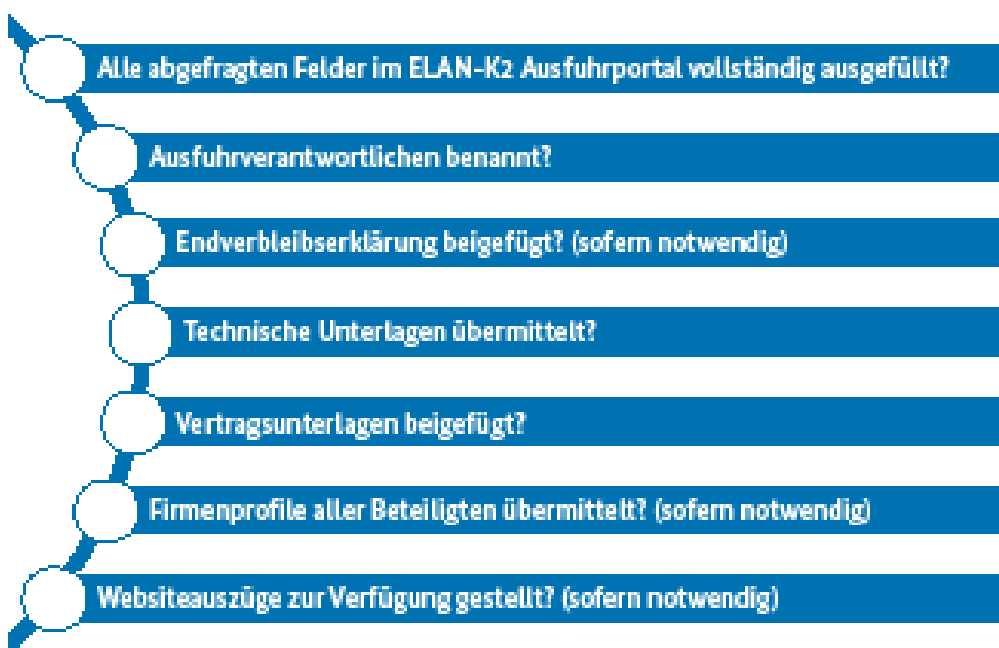 Alle abgefragten Felder im ELAN-K2 Ausfuhrportal vollständig ausgefüllt?
Ausfuhrverantwortlichen benannt?
Endverbleibserklärung beigefügt? (sofern notwendig)
Technische Unterlagen übermittelt?
Vertragsunterlagen beigefügt?
Firmenprofile aller Beteiligten übermittelt? (sofern notwendig)
Websiteauszüge zur Verfügung gestellt? (sofern notwendig)